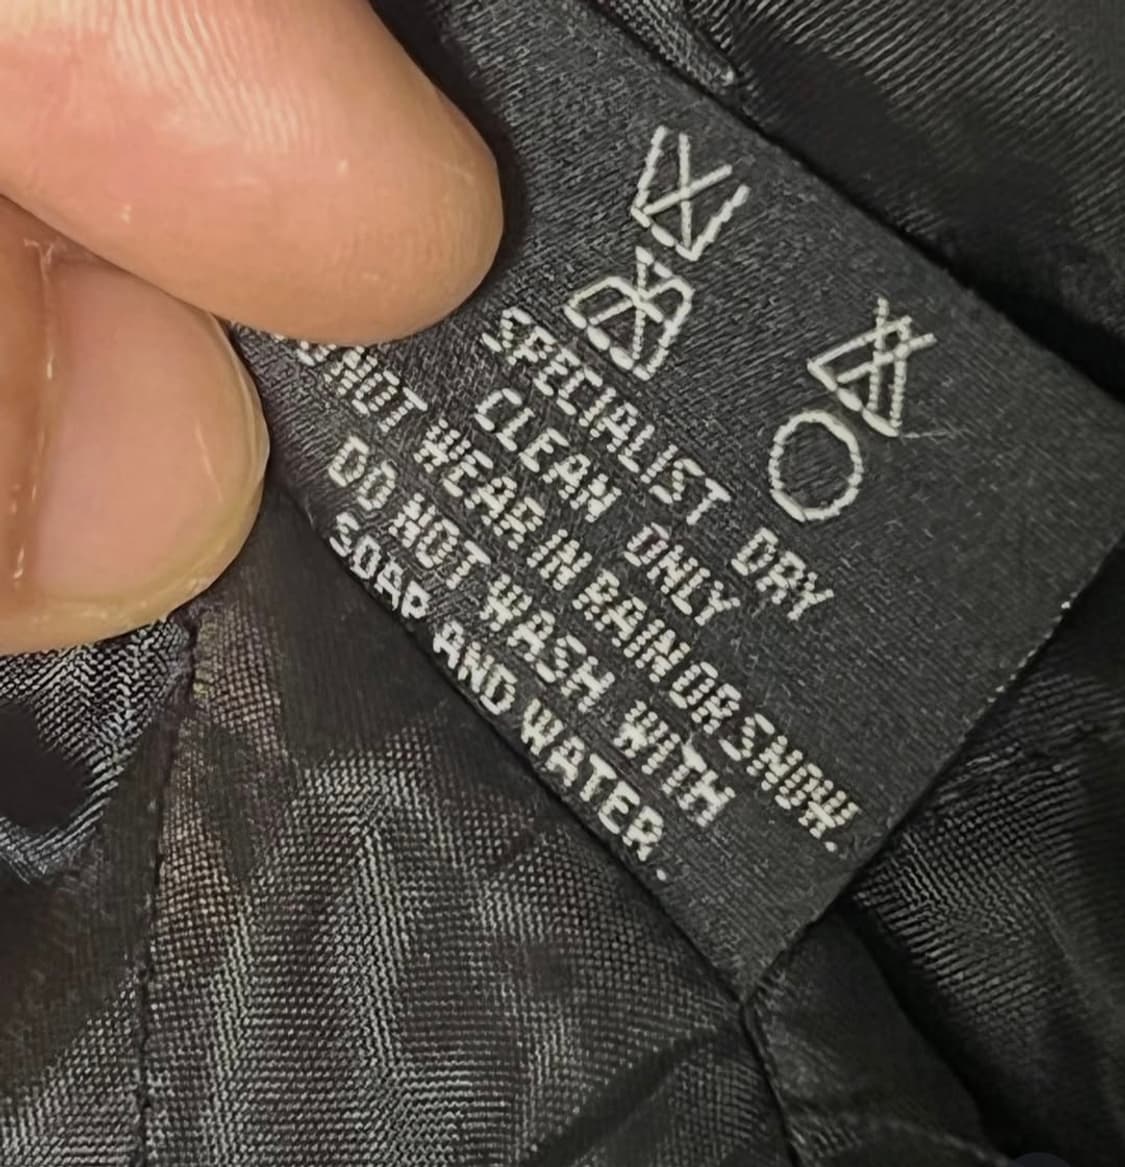 SPECIALIST DRY
CLEAN ONLY
NOT WEAR IN RAIN OR SNOW.
DO NOT WASH WITH
SOAP AND WATER.